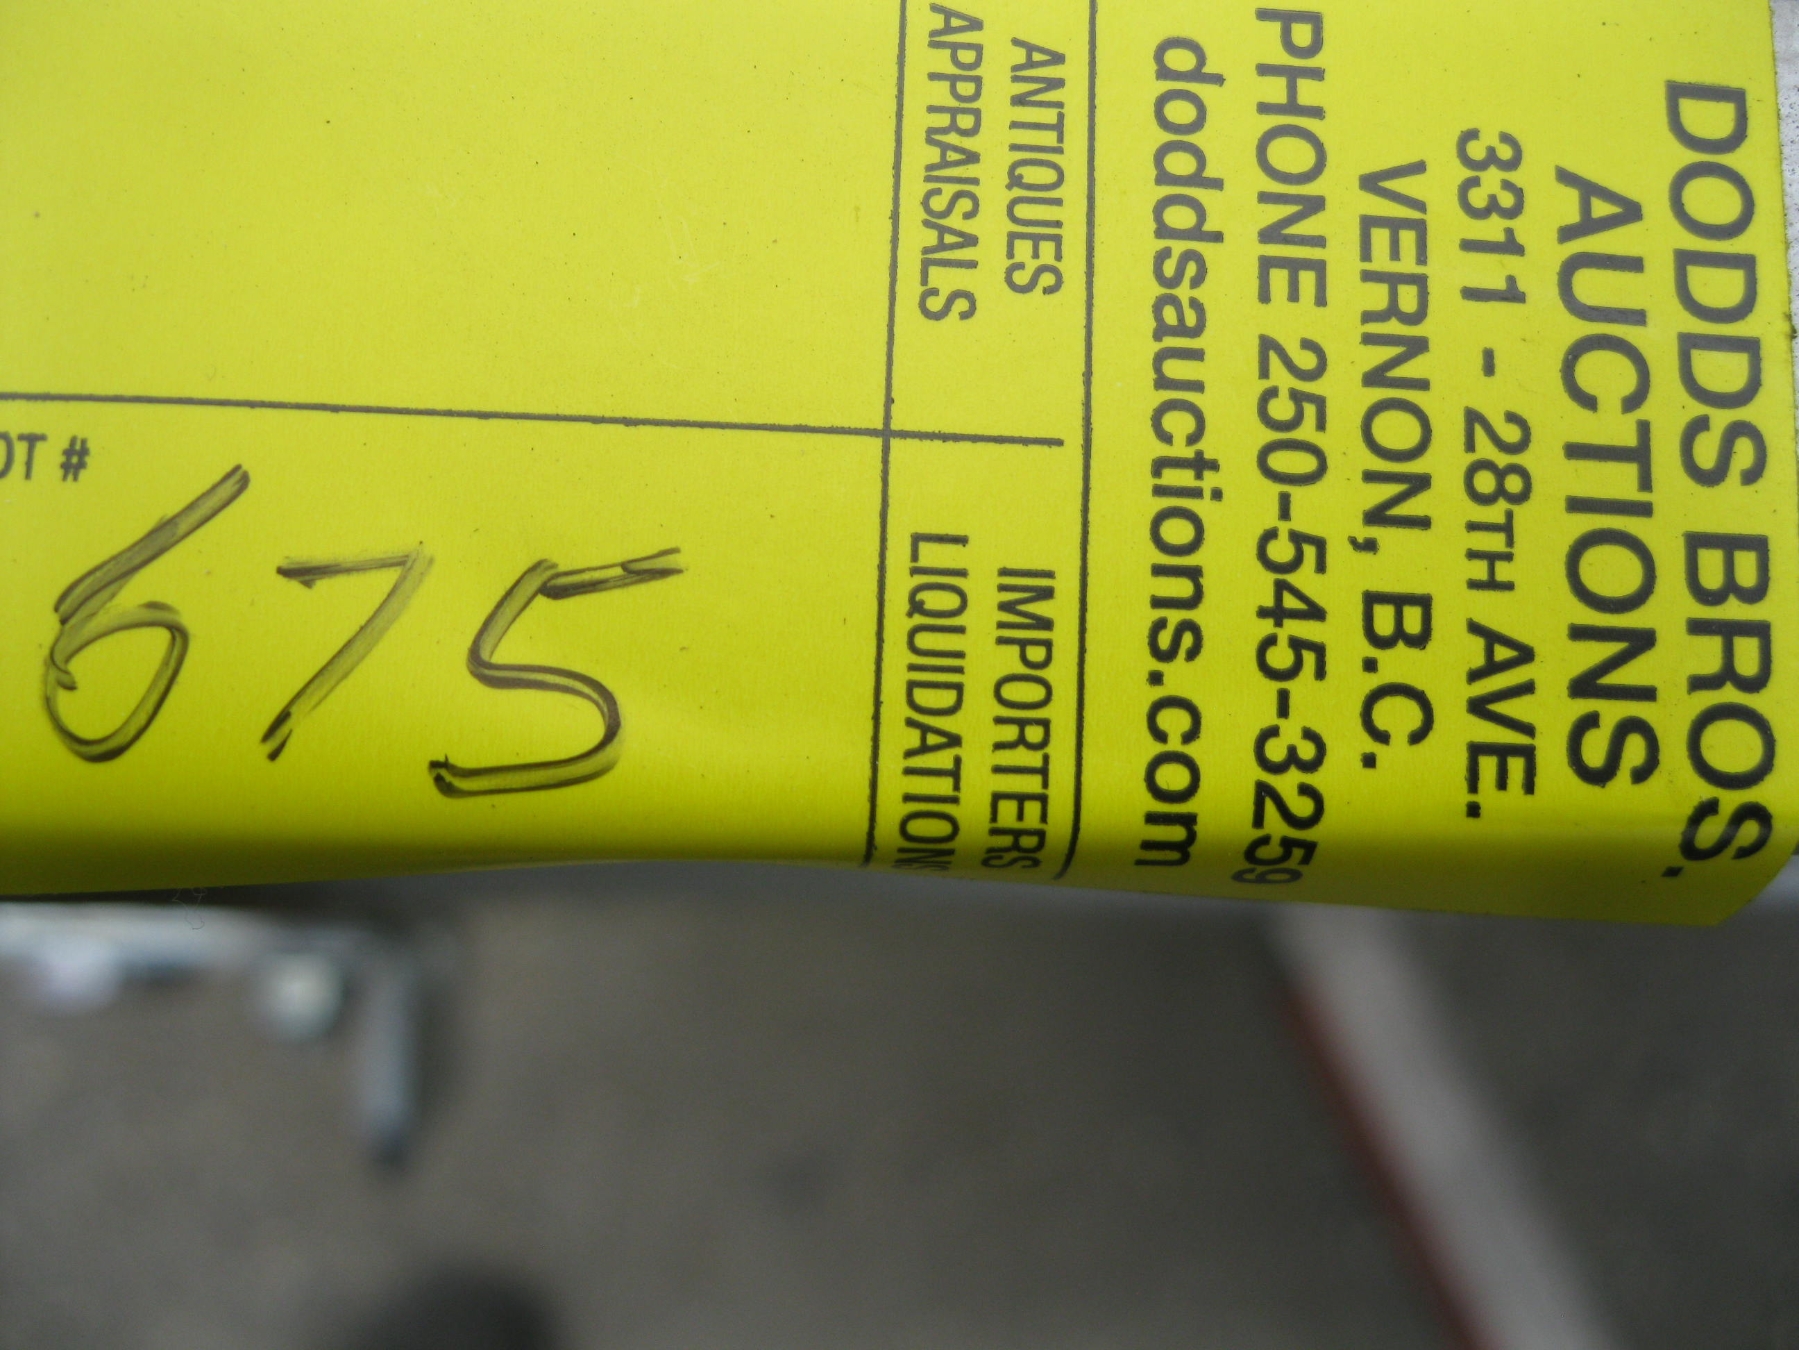 DODDS BROS.
AUCTIONS
3311 - 28TH AVE.
VERNON, B.C.
PHONE 250-545-3259
doddsauctions.com
ANTIQUES
APPRAISALS
IMPORTERS
LIQUIDATIONS
OT #
675